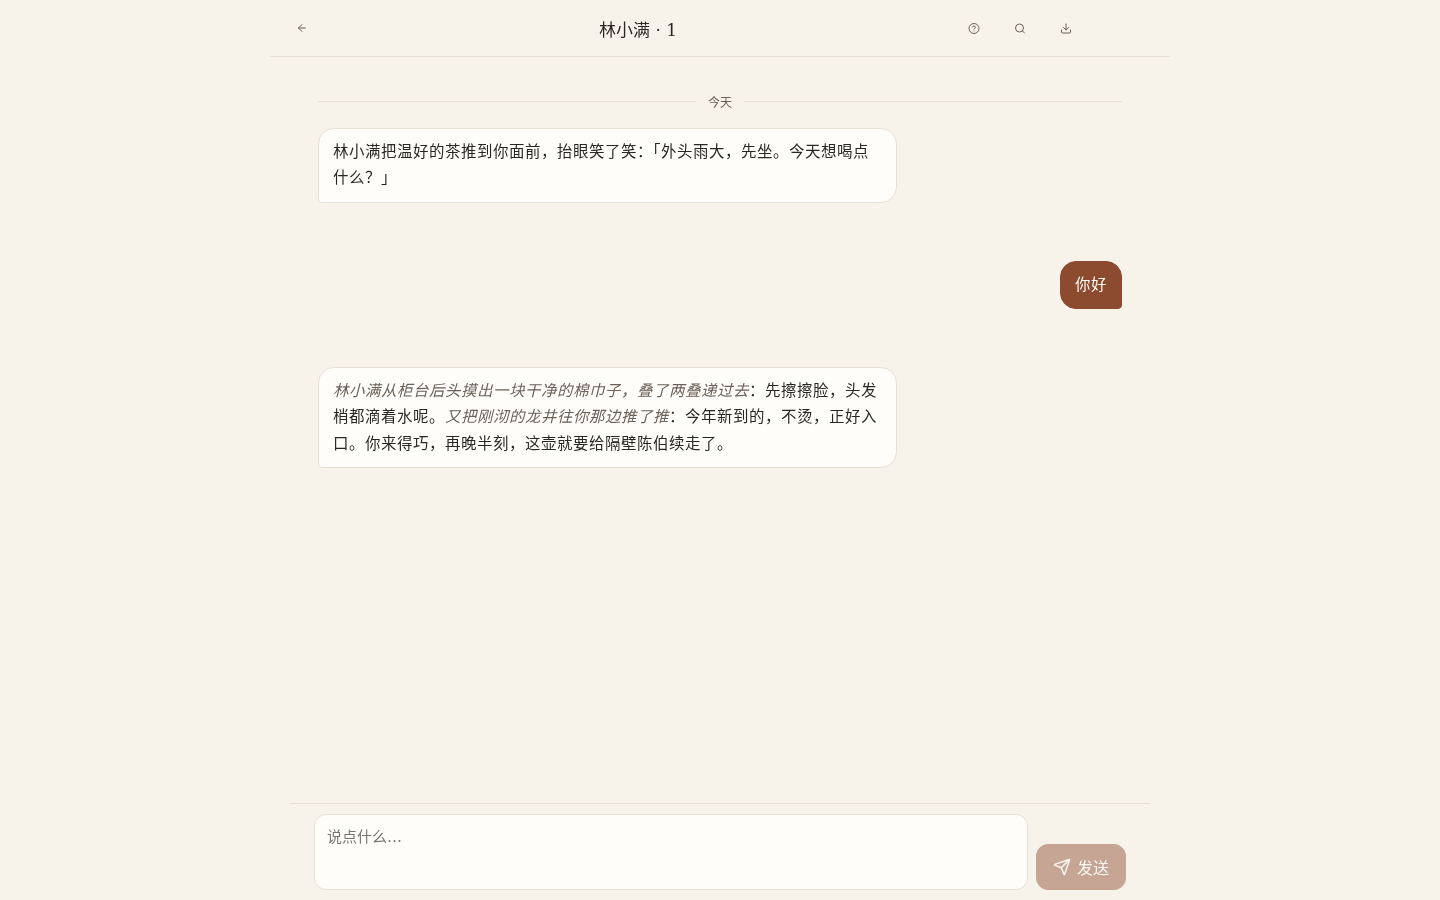 林小满 · 1
今天
林小满把温好的茶推到你面前，抬眼笑了笑：「外头雨大，先坐。今天想喝点
什么？」
你好
林小满从柜台后头摸出一块干净的棉巾子，叠了两叠递过去：先擦擦脸，头发
梢都滴着水呢。又把刚沏的龙井往你那边推了推：今年新到的，不烫，正好入
口。你来得巧，再晚半刻，这壶就要给隔壁陈伯续走了。
说点什么…
发送